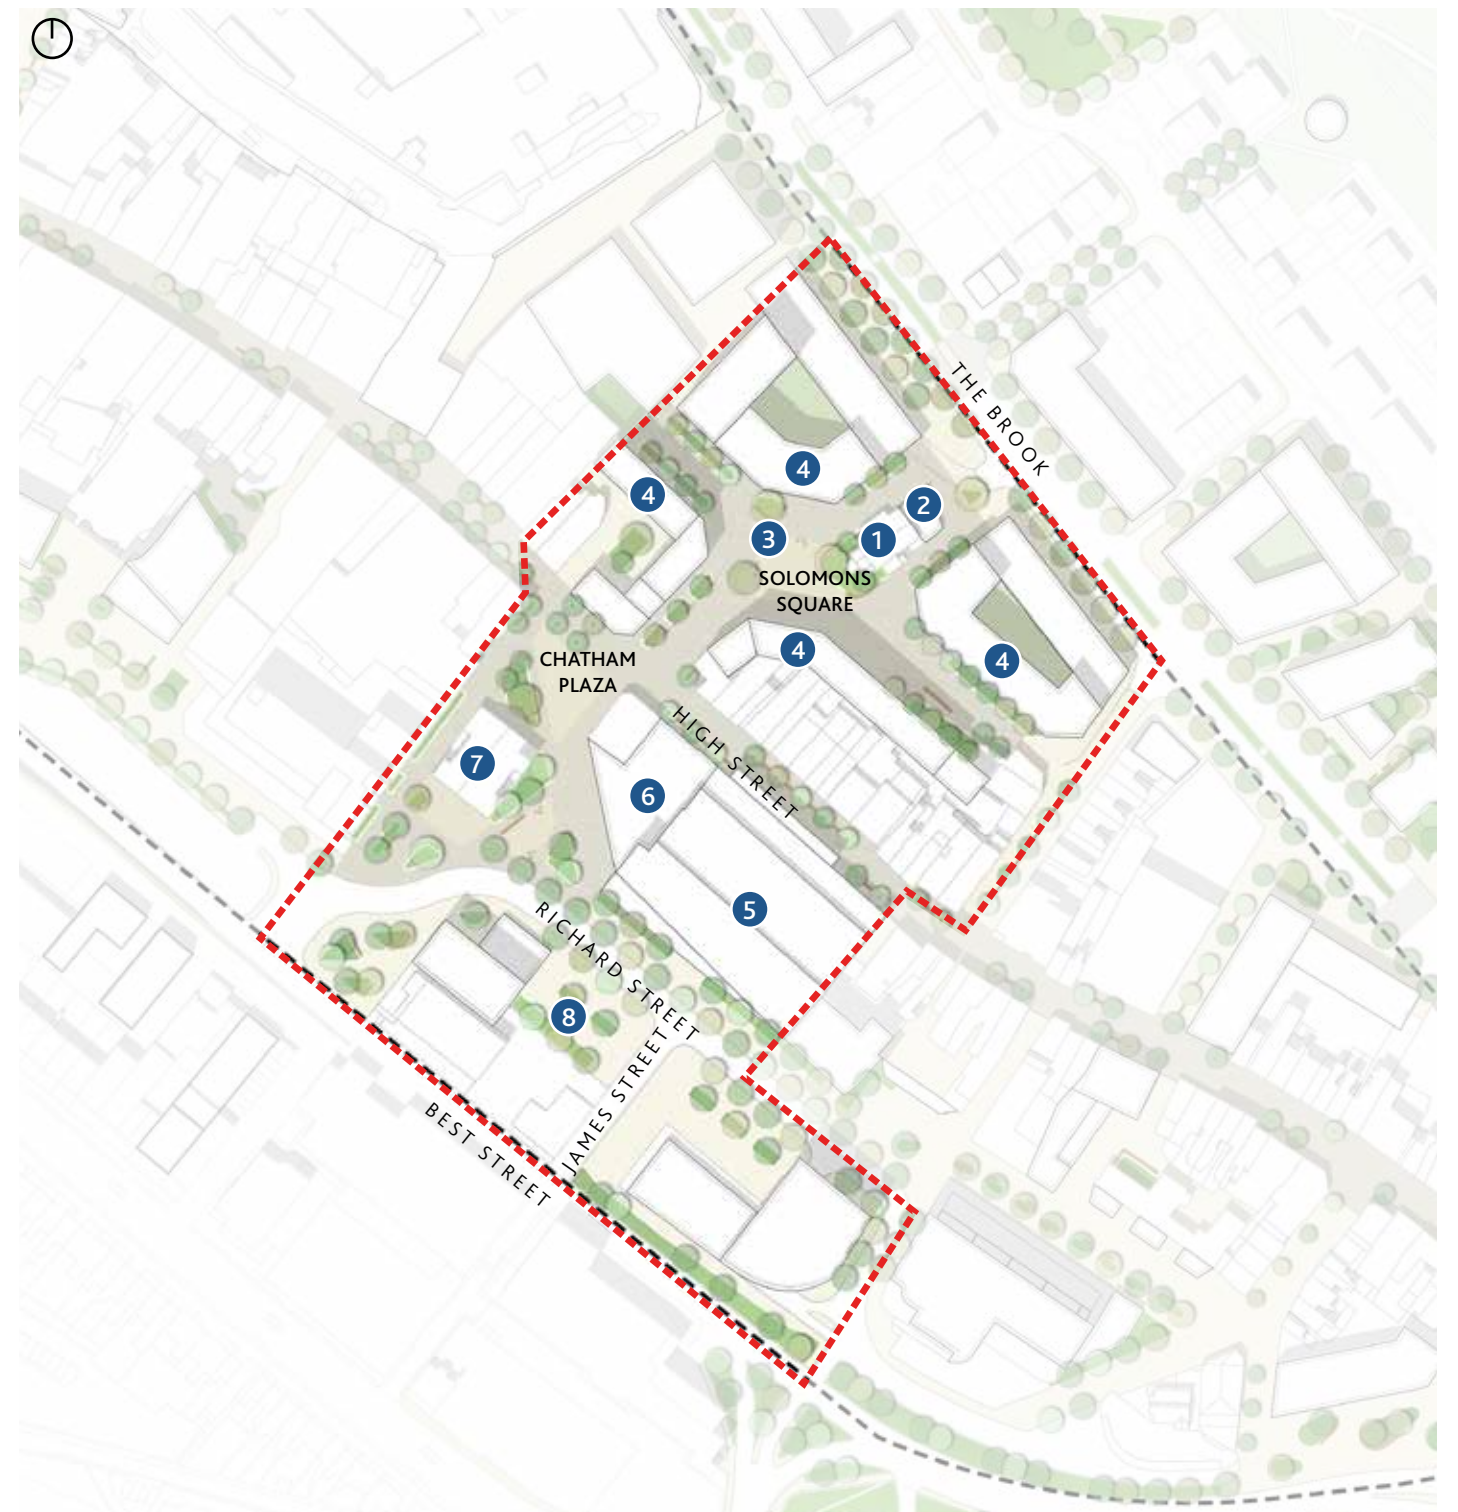 THE BROOK
4
4
2
3
1
SOLOMONS
SQUARE
4
4
CHATHAM
PLAZA
HIGH STREET
7
6
5
RICHARD STREET
8
JAMES STREET
BEST STREET